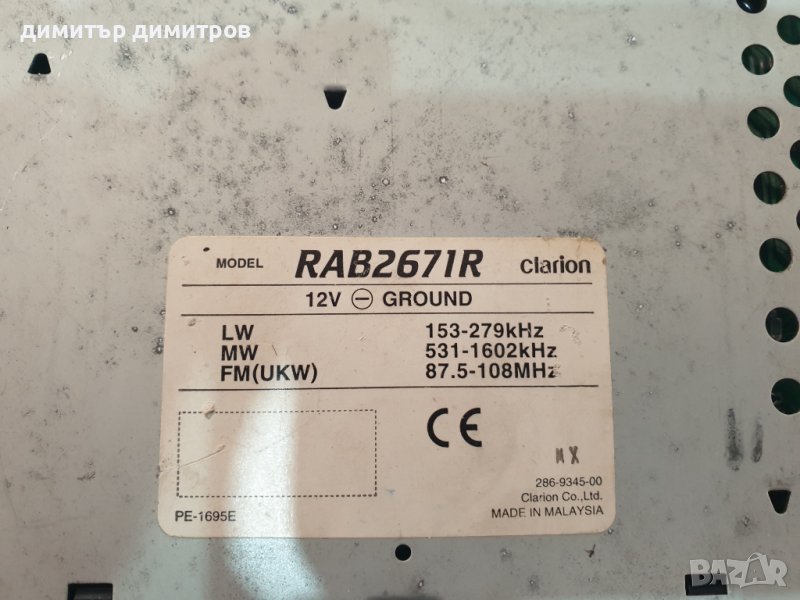 димитър димитров
MODEL RAB2671R clarion
12V ⊖ GROUND
LW 153-279kHz
MW 531-1602kHz
FM(UKW) 87.5-108MHz
CE
MX
286-9345-00
Clarion Co.,Ltd.
PE-1695E MADE IN MALAYSIA
BAZAR